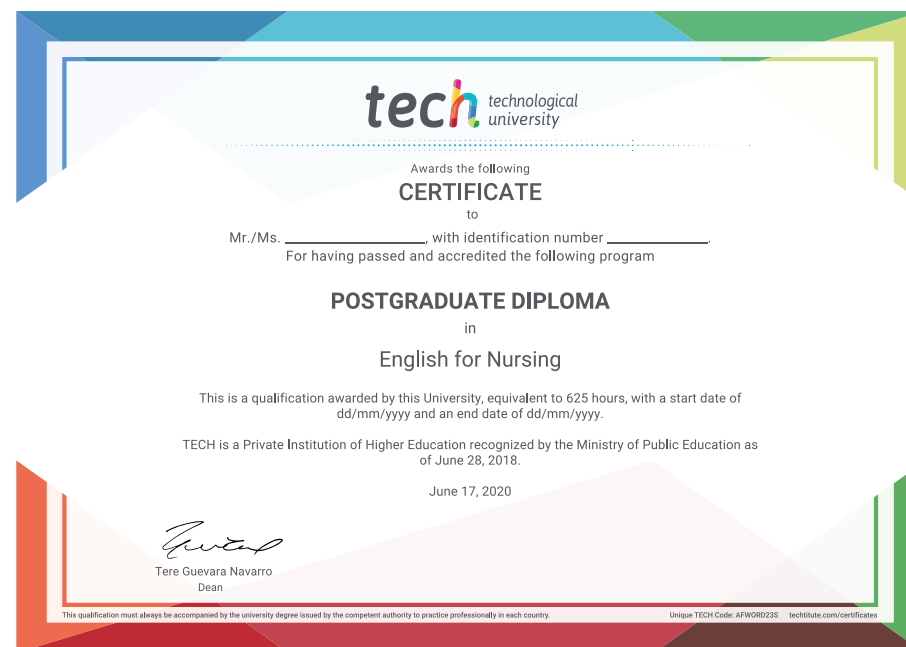 tech technological
university
Awards the following
CERTIFICATE
to
Mr./Ms. ____________________, with identification number ______________.
For having passed and accredited the following program
POSTGRADUATE DIPLOMA
in
English for Nursing
This is a qualification awarded by this University, equivalent to 625 hours, with a start date of
dd/mm/yyyy and an end date of dd/mm/yyyy.
TECH is a Private Institution of Higher Education recognized by the Ministry of Public Education as
of June 28, 2018.
June 17, 2020
Tere Guevara Navarro
Dean
This qualification must always be accompanied by the university degree issued by the competent authority to practice professionally in each country. Unique TECH Code: AFWORD23S techtitute.com/certificates